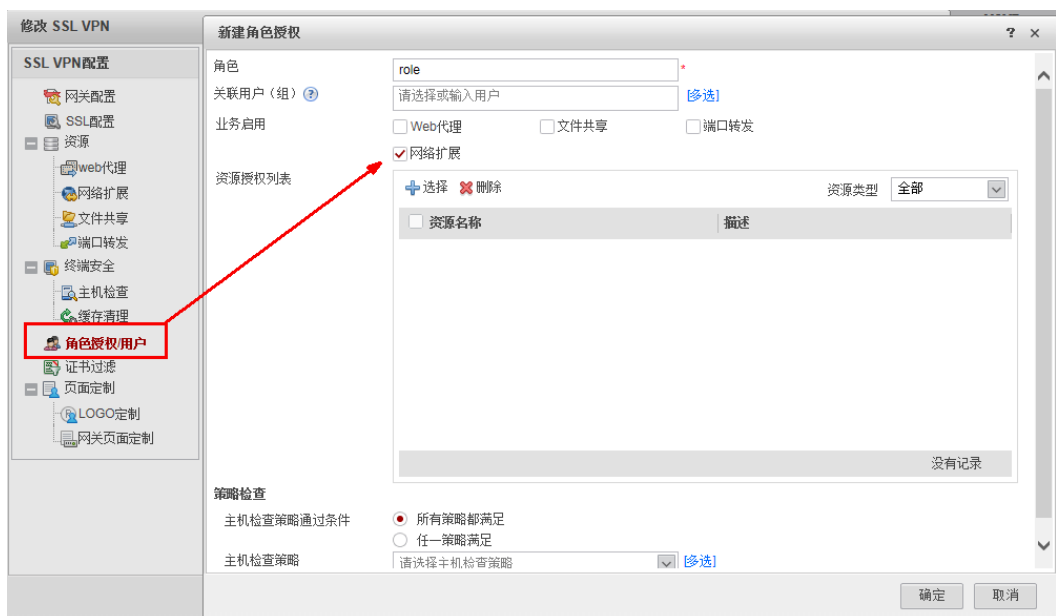 修改 SSL VPN
SSL VPN配置
网关配置
SSL配置
资源
web代理
网络扩展
文件共享
端口转发
终端安全
主机检查
缓存清理
角色授权/用户
证书过滤
页面定制
LOGO定制
网关页面定制
新建角色授权
?
角色
role
*
关联用户（组） ?
请选择或输入用户
[多选]
业务启用
Web代理
文件共享
端口转发
网络扩展
资源授权列表
选择 删除
资源类型 全部
资源名称 描述
没有记录
策略检查
主机检查策略通过条件
所有策略都满足
任一策略满足
主机检查策略
请选择主机检查策略
[多选]
确定 取消